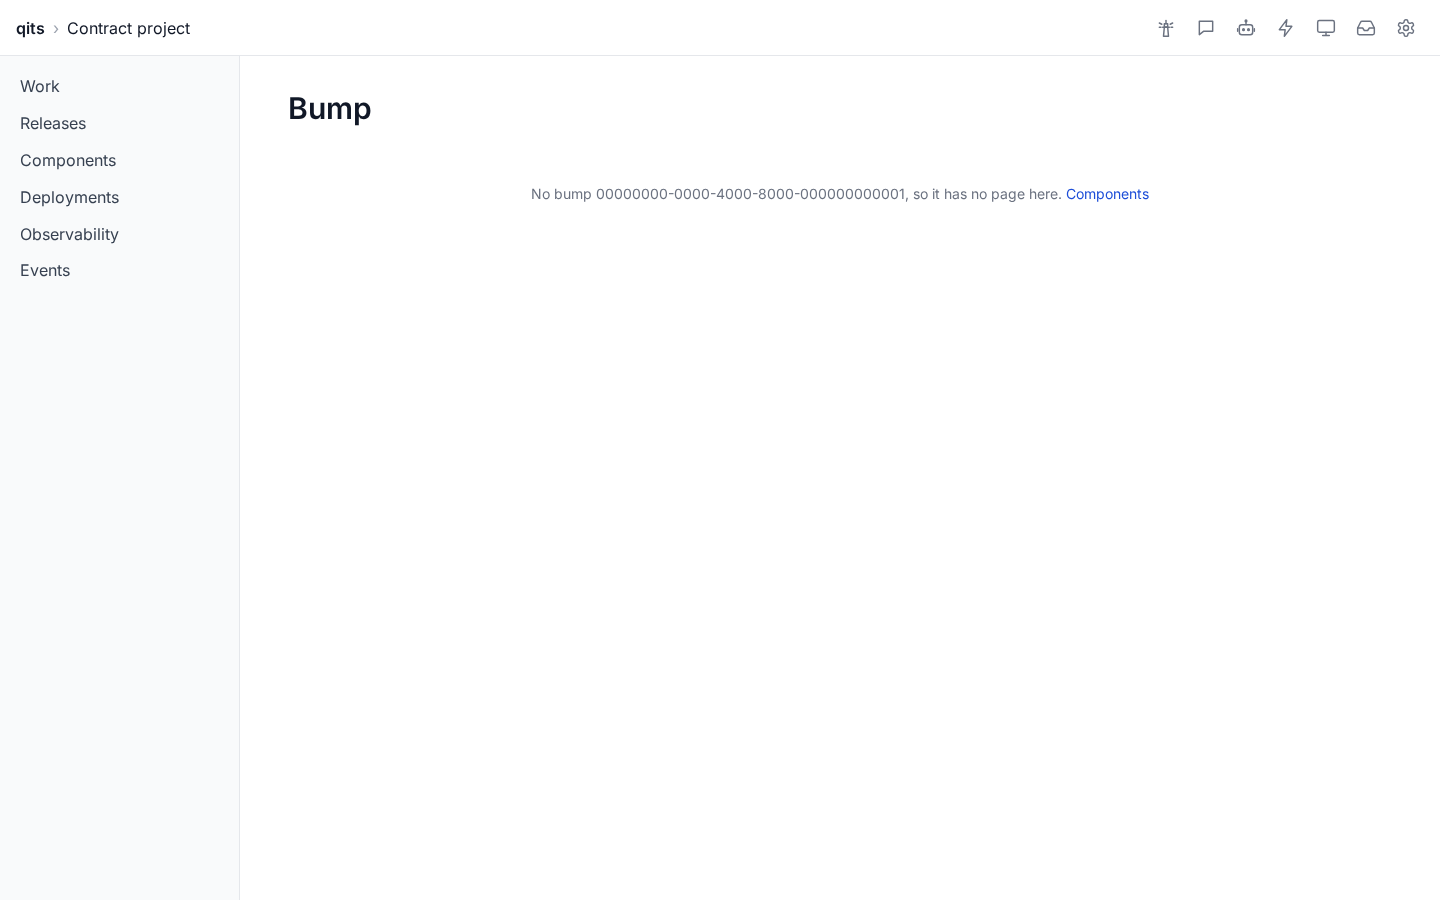 qits › Contract project
Work
Releases
Components
Deployments
Observability
Events
Bump
No bump 00000000-0000-4000-8000-000000000001, so it has no page here. Components